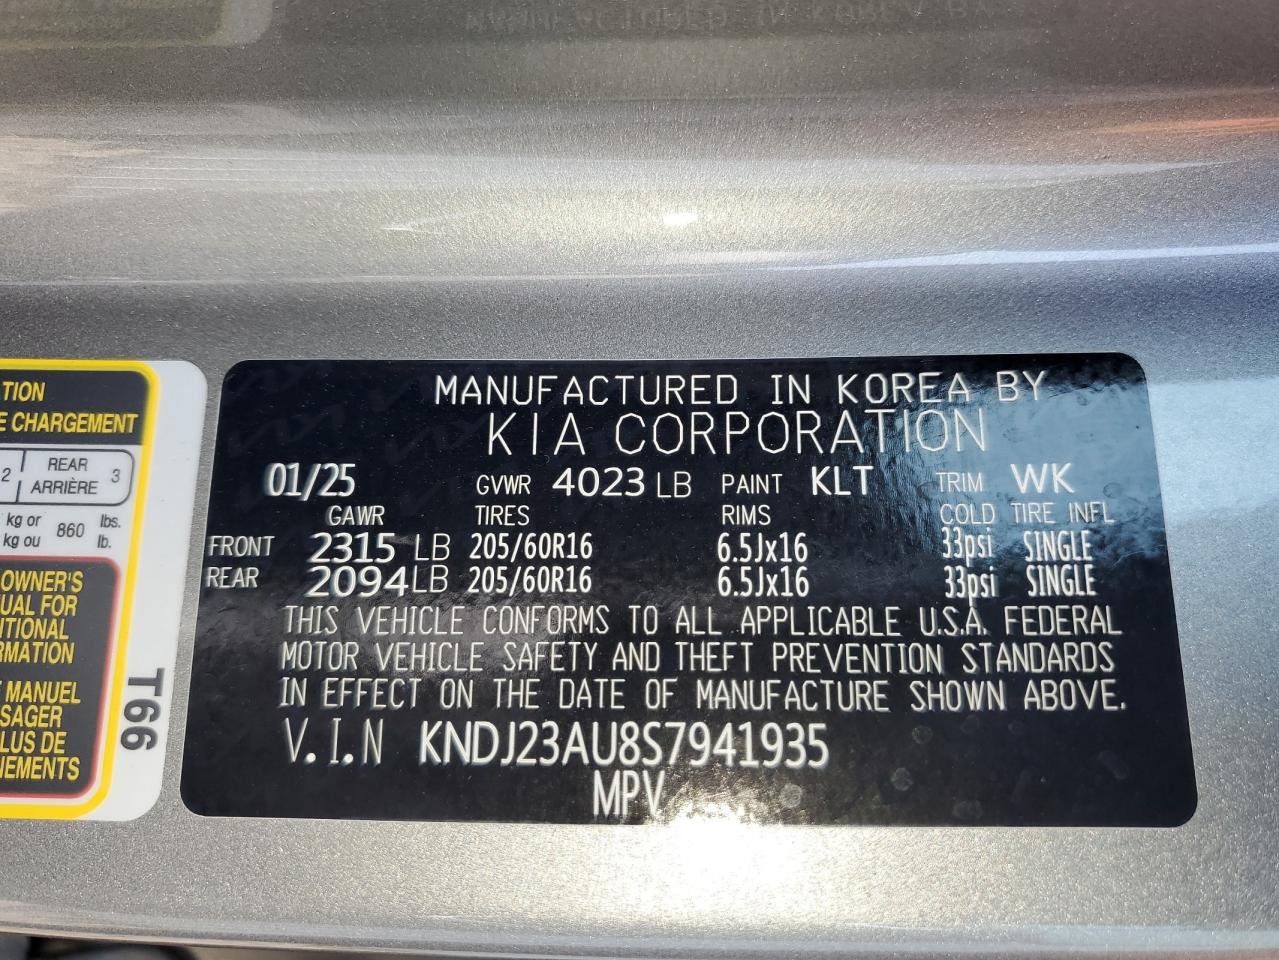 TION
E CHARGEMENT
2 REAR 3
ARRIÈRE
kg or 860 lbs.
kg ou lb.
OWNER'S
UAL FOR
ITIONAL
RMATION
E MANUEL
SAGER
LUS DE
NEMENTS
T66
MANUFACTURED IN KOREA BY
KIA CORPORATION
01/25 GVWR 4023 LB PAINT KLT TRIM WK
GAWR TIRES RIMS COLD TIRE INFL
FRONT 2315 LB 205/60R16 6.5Jx16 33psi SINGLE
REAR 2094 LB 205/60R16 6.5Jx16 33psi SINGLE
THIS VEHICLE CONFORMS TO ALL APPLICABLE U.S.A. FEDERAL
MOTOR VEHICLE SAFETY AND THEFT PREVENTION STANDARDS
IN EFFECT ON THE DATE OF MANUFACTURE SHOWN ABOVE.
V.I.N KNDJ23AU8S7941935
MPV